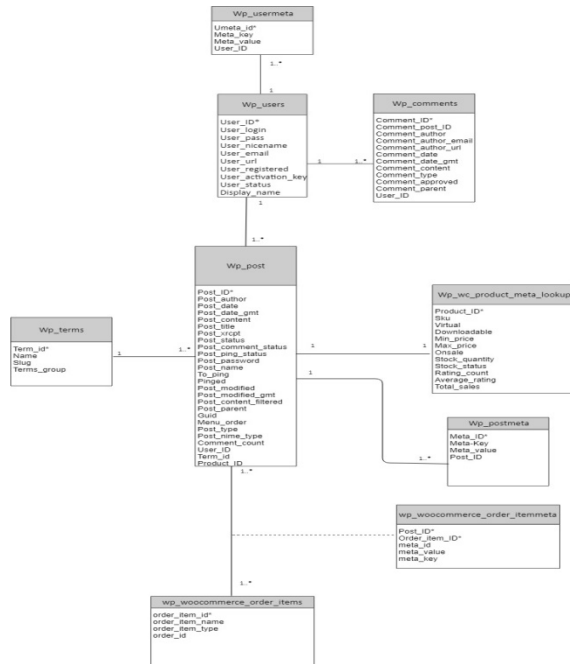 Wp_usermeta
Umeta_id*
Meta_key
Meta_value
User_ID
1..*
1
Wp_users
User_ID*
User_login
User_pass
User_nicename
User_email
User_url
User_registered
User_activation_key
User_status
Display_name
1
1..*
Wp_comments
Comment_ID*
Comment_post_ID
Comment_author
Comment_author_email
Comment_author_url
Comment_date
Comment_date_gmt
Comment_content
Comment_type
Comment_approved
Comment_parent
User_ID
1
1..*
Wp_post
Post_ID*
Post_author
Post_date
Post_date_gmt
Post_content
Post_title
Post_xrcpt
Post_status
Post_comment_status
Post_ping_status
Post_password
Post_name
To_ping
Pinged
Post_modified
Post_modified_gmt
Post_content_filtered
Post_parent
Guid
Menu_order
Post_type
Post_nime_type
Comment_count
User_ID
Term_id
Product_ID
Wp_terms
Term_id*
Name
Slug
Terms_group
1
1..*
1
1
Wp_wc_product_meta_lookup
Product_ID*
Sku
Virtual
Downloadable
Min_price
Max_price
Onsale
Stock_quantity
Stock_status
Rating_count
Average_rating
Total_sales
1
1..*
Wp_postmeta
Meta_ID*
Meta-Key
Meta_value
Post_ID
1..*
wp_woocommerce_order_itemmeta
Post_ID*
Order_item_ID*
meta_id
meta_value
meta_key
1..*
wp_woocommerce_order_items
order_item_id*
order_item_name
order_item_type
order_id